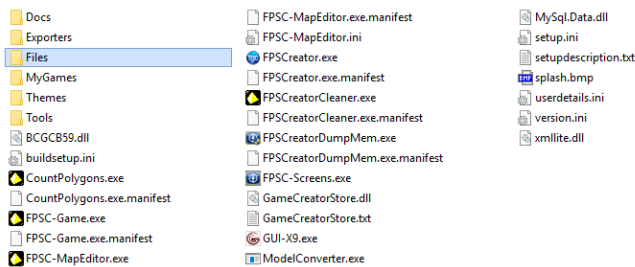 Docs
Exporters
Files
MyGames
Themes
Tools
BCGCB59.dll
buildsetup.ini
CountPolygons.exe
CountPolygons.exe.manifest
FPSC-Game.exe
FPSC-Game.exe.manifest
FPSC-MapEditor.exe
FPSC-MapEditor.exe.manifest
FPSC-MapEditor.ini
FPSCreator.exe
FPSCreator.exe.manifest
FPSCreatorCleaner.exe
FPSCreatorCleaner.exe.manifest
FPSCreatorDumpMem.exe
FPSCreatorDumpMem.exe.manifest
FPSC-Screens.exe
GameCreatorStore.dll
GameCreatorStore.txt
GUI-X9.exe
ModelConverter.exe
MySql.Data.dll
setup.ini
setupdescription.txt
splash.bmp
userdetails.ini
version.ini
xmllite.dll